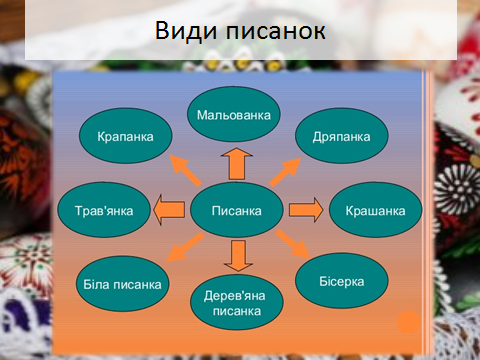 Види писанок
Мальованка
Крапанка
Дряпанка
Трав'янка
Писанка
Крашанка
Біла писанка
Дерев'яна
писанка
Бісерка